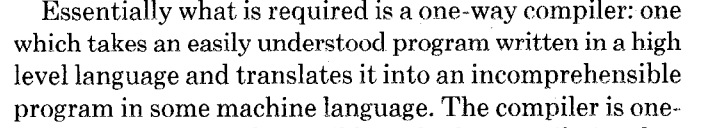 Essentially what is required is a one-way compiler: one
which takes an easily understood program written in a high
level language and translates it into an incomprehensible
program in some machine language. The compiler is one-